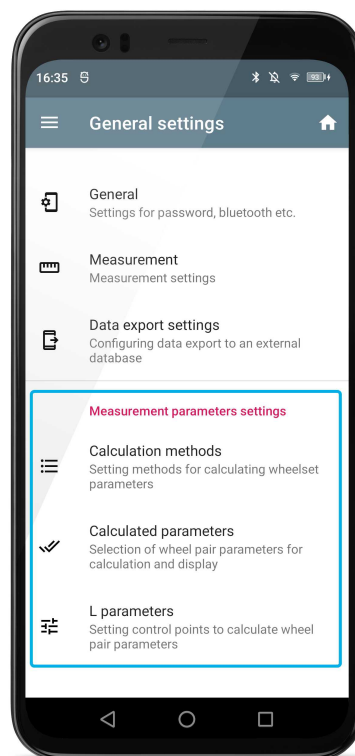 16:35
93
General settings
General
Settings for password, bluetooth etc.
Measurement
Measurement settings
Data export settings
Configuring data export to an external
database
Measurement parameters settings
Calculation methods
Setting methods for calculating wheelset
parameters
Calculated parameters
Selection of wheel pair parameters for
calculation and display
L parameters
Setting control points to calculate wheel
pair parameters